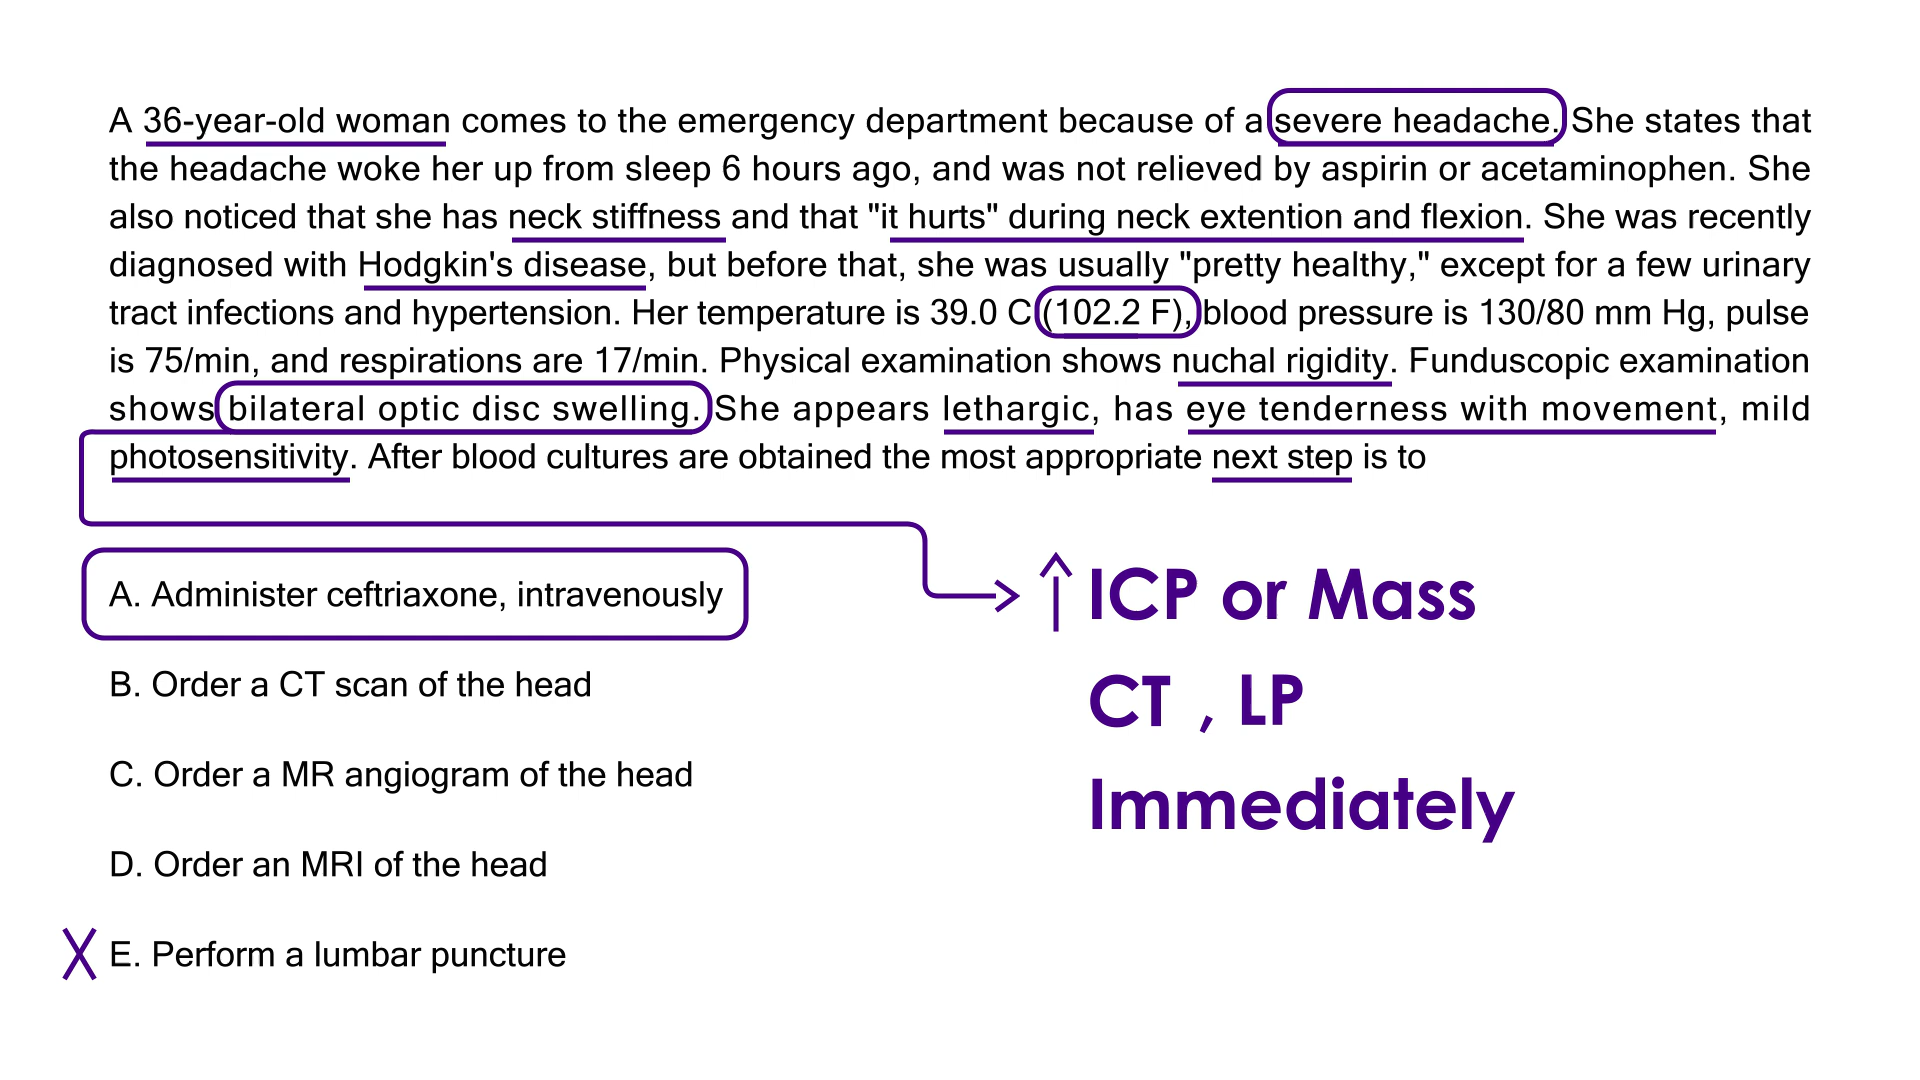 A 36-year-old woman comes to the emergency department because of a severe headache. She states that
the headache woke her up from sleep 6 hours ago, and was not relieved by aspirin or acetaminophen. She
also noticed that she has neck stiffness and that "it hurts" during neck extention and flexion. She was recently
diagnosed with Hodgkin's disease, but before that, she was usually "pretty healthy," except for a few urinary
tract infections and hypertension. Her temperature is 39.0 C (102.2 F), blood pressure is 130/80 mm Hg, pulse
is 75/min, and respirations are 17/min. Physical examination shows nuchal rigidity. Funduscopic examination
shows bilateral optic disc swelling. She appears lethargic, has eye tenderness with movement, mild
photosensitivity. After blood cultures are obtained the most appropriate next step is to
A. Administer ceftriaxone, intravenously
B. Order a CT scan of the head
C. Order a MR angiogram of the head
D. Order an MRI of the head
X E. Perform a lumbar puncture
↑ ICP or Mass
CT , LP
Immediately